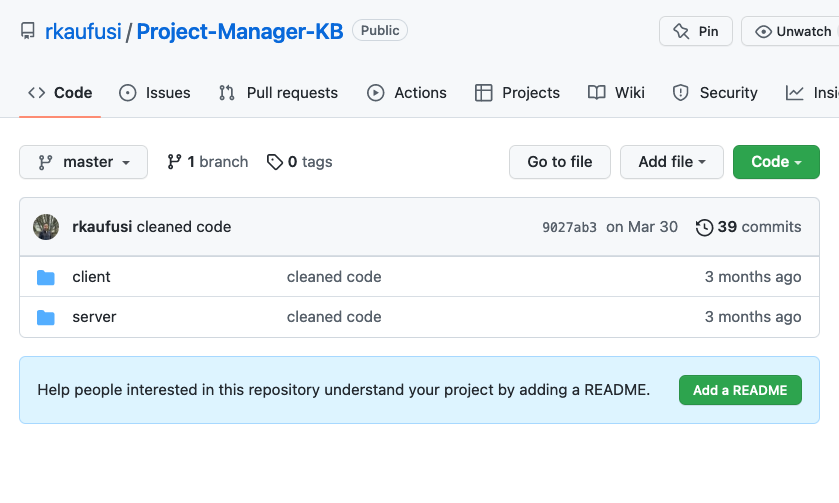 rkaufusi / Project-Manager-KB Public Pin Unwatch
Code Issues Pull requests Actions Projects Wiki Security Insi
master 1 branch 0 tags Go to file Add file Code
rkaufusi cleaned code 9027ab3 on Mar 30 39 commits
client cleaned code 3 months ago
server cleaned code 3 months ago
Help people interested in this repository understand your project by adding a README. Add a README